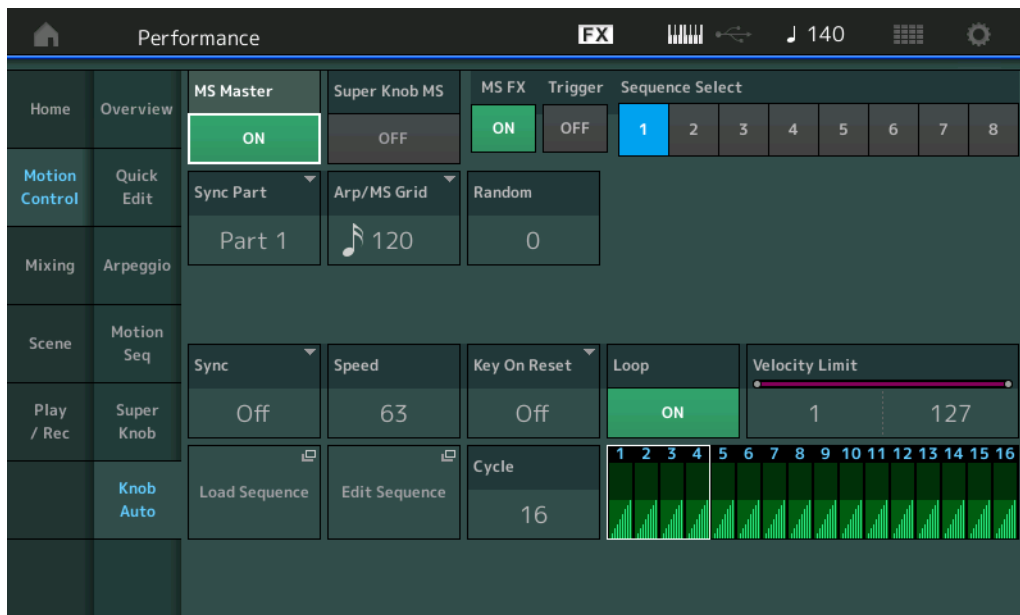 Performance
FX
140
MS Master
Super Knob MS
MS FX
Trigger
Sequence Select
Home
Overview
ON
OFF
ON
OFF
1 2 3 4 5 6 7 8
Motion
Control
Quick
Edit
Sync Part
Arp/MS Grid
Random
Part 1
120
0
Mixing
Arpeggio
Scene
Motion
Seq
Sync
Speed
Key On Reset
Loop
Velocity Limit
Play
/ Rec
Super
Knob
Off
63
Off
ON
1
127
Knob
Auto
Load Sequence
Edit Sequence
Cycle
16
1 2 3 4 5 6 7 8 9 10 11 12 13 14 15 16